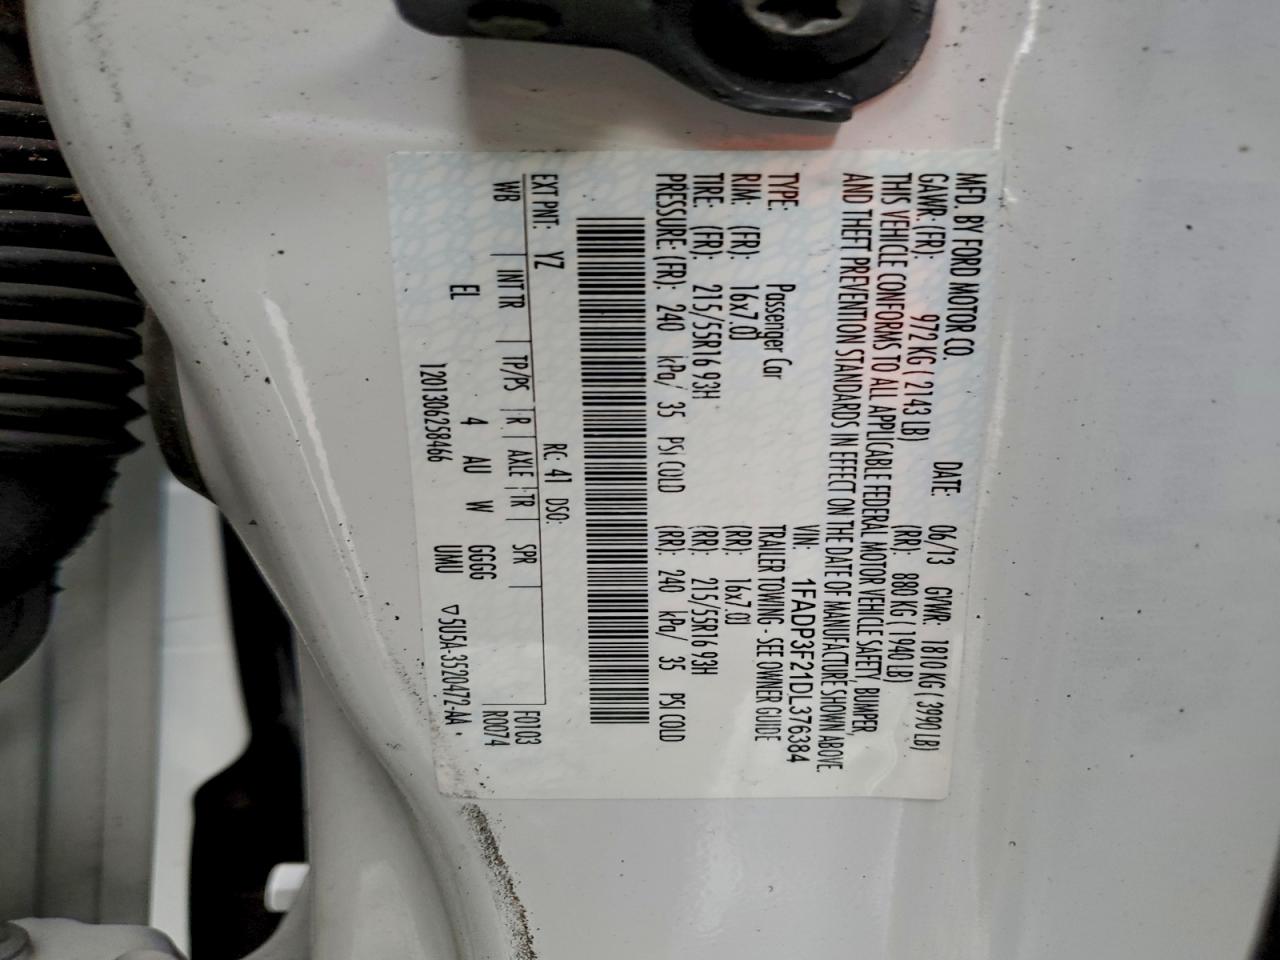 MFD. BY FORD MOTOR CO.
DATE: 06/13 GVWR: 1810 KG ( 3990 LB)
GAWR: (FR): 972 KG ( 2143 LB) (RR): 880 KG ( 1940 LB)
THIS VEHICLE CONFORMS TO ALL APPLICABLE FEDERAL MOTOR VEHICLE SAFETY, BUMPER,
AND THEFT PREVENTION STANDARDS IN EFFECT ON THE DATE OF MANUFACTURE SHOWN ABOVE.
VIN: 1FADP3F21DL376384
TYPE: Passenger Car TRAILER TOWING - SEE OWNER GUIDE
RIM: (FR): 16x7.0J (RR): 16x7.0J
TIRE: (FR): 215/55R16 93H (RR): 215/55R16 93H
PRESSURE: (FR): 240 kPa/ 35 PSI COLD (RR): 240 kPa/ 35 PSI COLD
EXT PNT: YZ RC: 41 DSO: F0103
WB INT TR TP/PS R AXLE TR SPR R0074
EL 4 AU W GGGG
1201306258466 UMU ▽5U5A-3520472-AA